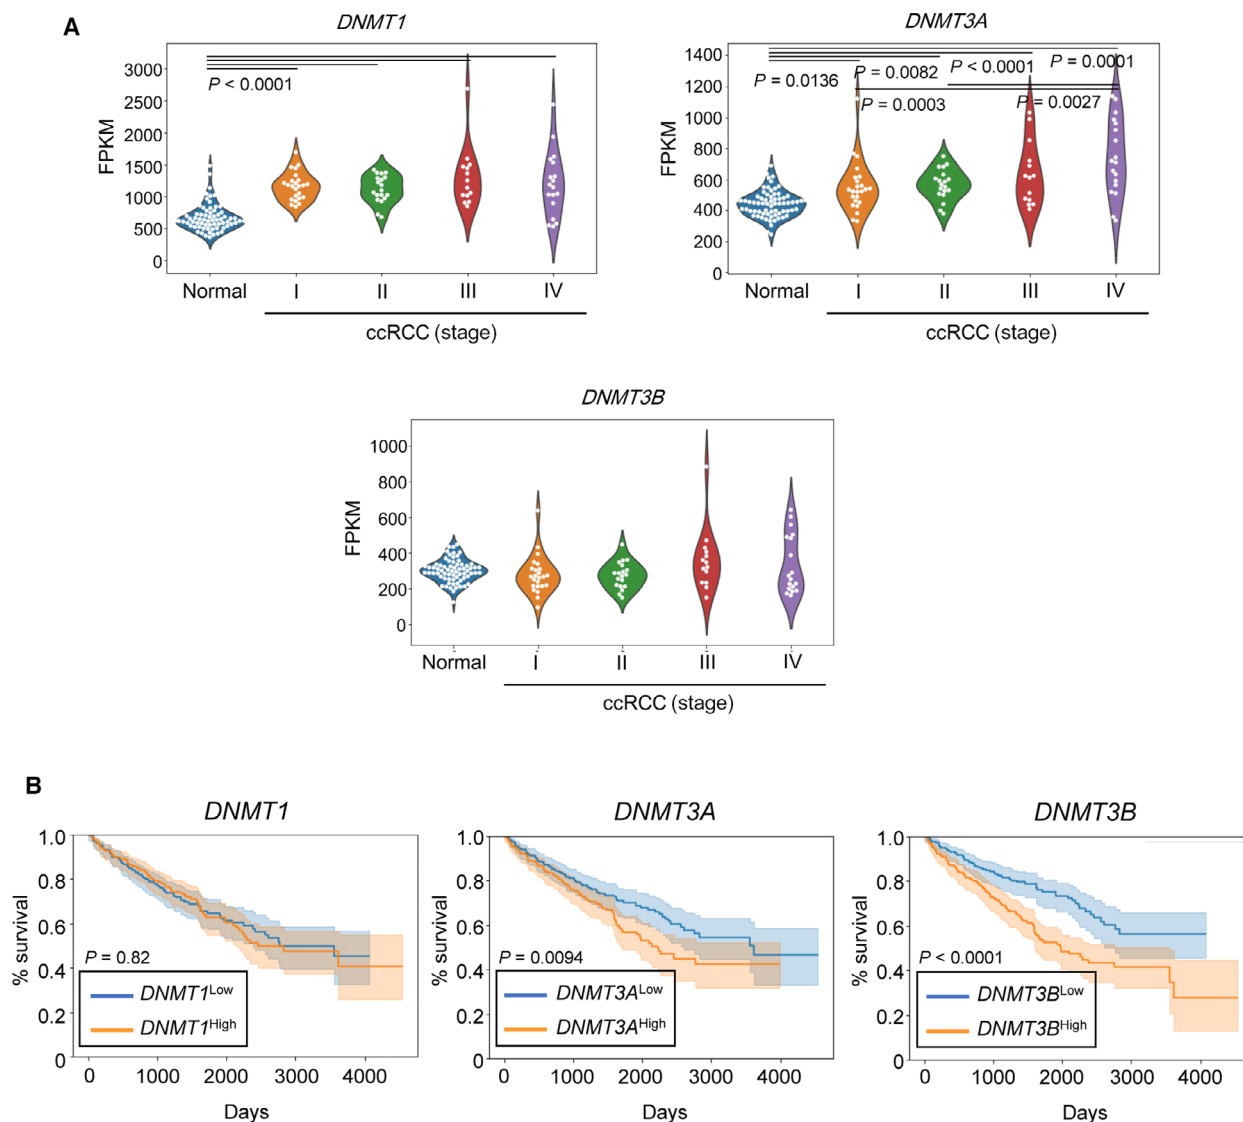 A
DNMT1
FPKM
3000
2500
2000
1500
1000
500
0
P < 0.0001
Normal I II III IV
ccRCC (stage)
DNMT3A
FPKM
1400
1200
1000
800
600
400
200
0
P = 0.0136
P = 0.0082
P < 0.0001
P = 0.0001
P = 0.0003
P = 0.0027
Normal I II III IV
ccRCC (stage)
DNMT3B
FPKM
1000
800
600
400
200
0
Normal I II III IV
ccRCC (stage)
B
DNMT1
% survival
1.0
0.8
0.6
0.4
0.2
0
P = 0.82
DNMT1Low
DNMT1High
0 1000 2000 3000 4000
Days
DNMT3A
% survival
1.0
0.8
0.6
0.4
0.2
0
P = 0.0094
DNMT3ALow
DNMT3AHigh
0 1000 2000 3000 4000
Days
DNMT3B
% survival
1.0
0.8
0.6
0.4
0.2
0
P < 0.0001
DNMT3BLow
DNMT3BHigh
0 1000 2000 3000 4000
Days